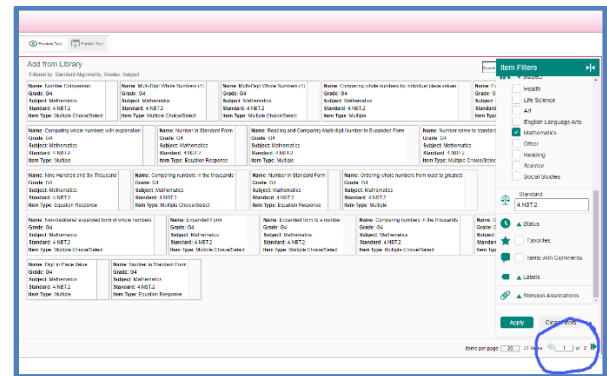 Preview Test Publish Test
Add from Library
Filtered by: Standard Alignments, Grades, Subject
Name: Number Comparison
Grade: G4
Subject: Mathematics
Standard: 4.NBT.2
Item Type: Multiple
Name: Multi-Digit Whole Numbers (1)
Grade: G4
Subject: Mathematics
Standard: 4.NBT.2
Item Type: Multiple Choice/Select
Name: Multi-Digit Whole Numbers (1)
Grade: G4
Subject: Mathematics
Standard: 4.NBT.2
Item Type: Multiple Choice/Select
Name: Comparing whole numbers by individual place values
Grade: G4
Subject: Mathematics
Standard: 4.NBT.2
Item Type: Multiple
Name: Comparing whole numbers with explanation
Grade: G4
Subject: Mathematics
Standard: 4.NBT.2
Item Type: Multiple
Name: Number in Standard Form
Grade: G4
Subject: Mathematics
Standard: 4.NBT.2
Item Type: Equation Response
Name: Reading and Comparing Multi-digit Number in Expanded Form
Grade: G4
Subject: Mathematics
Standard: 4.NBT.2
Item Type: Multiple
Name: Number name to standard
Grade: G4
Subject: Mathematics
Standard: 4.NBT.2
Item Type: Multiple Choice/Selec
Name: Nine Hundred and Six Thousand
Grade: G4
Subject: Mathematics
Standard: 4.NBT.2
Item Type: Equation Response
Name: Comparing numbers in the thousands
Grade: G4
Subject: Mathematics
Standard: 4.NBT.2
Item Type: Multiple Choice/Select
Name: Number in Standard Form
Grade: G4
Subject: Mathematics
Standard: 4.NBT.2
Item Type: Equation Response
Name: Ordering whole numbers from least to greatest
Grade: G4
Subject: Mathematics
Standard: 4.NBT.2
Item Type: Multiple Choice/Select
Name: Non-traditional expanded form of whole numbers
Grade: G4
Subject: Mathematics
Standard: 4.NBT.2
Item Type: Multiple Choice/Select
Name: Expanded Form
Grade: G4
Subject: Mathematics
Standard: 4.NBT.2
Item Type: Multiple Choice/Select
Name: Expanded form to a number
Grade: G4
Subject: Mathematics
Standard: 4.NBT.2
Item Type: Multiple Choice/Select
Name: Comparing numbers in the thousands
Grade: G4
Subject: Mathematics
Standard: 4.NBT.2
Item Type: Multiple Choice/Select
Name: Digit in Place Value
Grade: G4
Subject: Mathematics
Standard: 4.NBT.2
Item Type: Multiple
Name: Number in Standard Form
Grade: G4
Subject: Mathematics
Standard: 4.NBT.2
Item Type: Equation Response
Item Filters
Subject
Health
Life Science
Art
English Language Arts
Mathematics
Other
Reading
Science
Social Studies
Standard
4.NBT.2
Status
Favorites
Items with Comments
Labels
Stimulus Associations
Apply
Items per page: 20 1 of 2